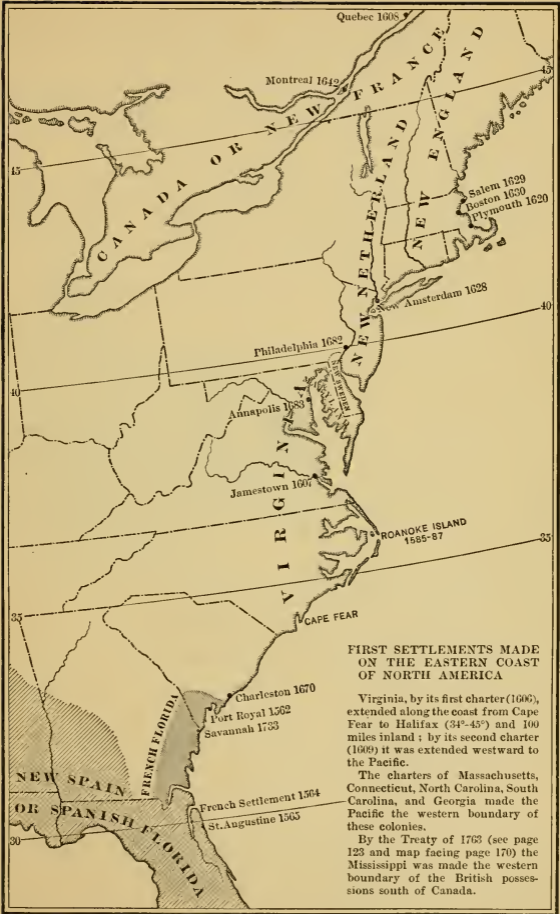 Quebec 1608
Montreal 1642
CANADA OR NEW FRANCE
NEW ENGLAND
45
45
NEW NETHERLAND
Salem 1629
Boston 1630
Plymouth 1620
New Amsterdam 1628
40
Philadelphia 1682
NEW SWEDEN
40
Annapolis 1683
VIRGINIA
Jamestown 1607
ROANOKE ISLAND
1585-87
35
35
CAPE FEAR
FIRST SETTLEMENTS MADE
ON THE EASTERN COAST
OF NORTH AMERICA
Virginia, by its first charter (1606),
extended along the coast from Cape
Fear to Halifax (34°-45°) and 100
miles inland; by its second charter
(1609) it was extended westward to
the Pacific.
The charters of Massachusetts,
Connecticut, North Carolina, South
Carolina, and Georgia made the
Pacific the western boundary of
these colonies.
By the Treaty of 1763 (see page
123 and map facing page 170) the
Mississippi was made the western
boundary of the British posses-
sions south of Canada.
Charleston 1670
Port Royal 1562
Savannah 1733
FRENCH FLORIDA
NEW SPAIN
OR SPANISH FLORIDA
French Settlement 1564
St. Augustine 1565
30